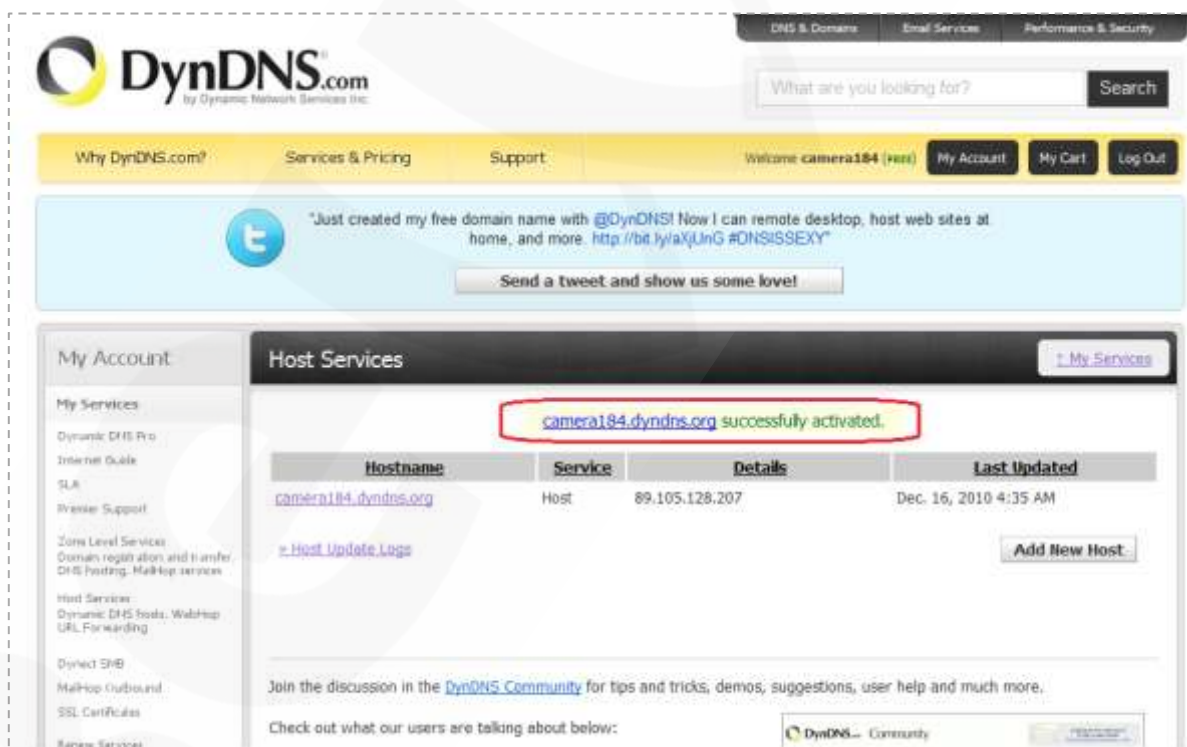 DNS & Domains Email Services Performance & Security
DynDNS.com
by Dynamic Network Services Inc.
What are you looking for? Search
Why DynDNS.com? Services & Pricing Support Welcome camera184 (FREE) My Account My Cart Log Out
"Just created my free domain name with @DynDNS! Now I can remote desktop, host web sites at
home, and more. http://bit.ly/aXjUnG #DNSISSEXY"
Send a tweet and show us some love!
My Account
Host Services
↑ My Services
My Services
camera184.dyndns.org successfully activated.
Dynamic DNS Pro
Internet Guide
SLA
Premier Support
Zone Level Services
Domain registration and transfer,
DNS hosting, MailHop services
Host Services
Dynamic DNS hosts, WebHop
URL Forwarding
Dynect SMB
MailHop Outbound
SSL Certificates
Renew Services
Hostname Service Details Last Updated
camera184.dyndns.org Host 89.105.128.207 Dec. 16, 2010 4:35 AM
» Host Update Logs
Add New Host
Join the discussion in the DynDNS Community for tips and tricks, demos, suggestions, user help and much more.
Check out what our users are talking about below:
DynDNS Community